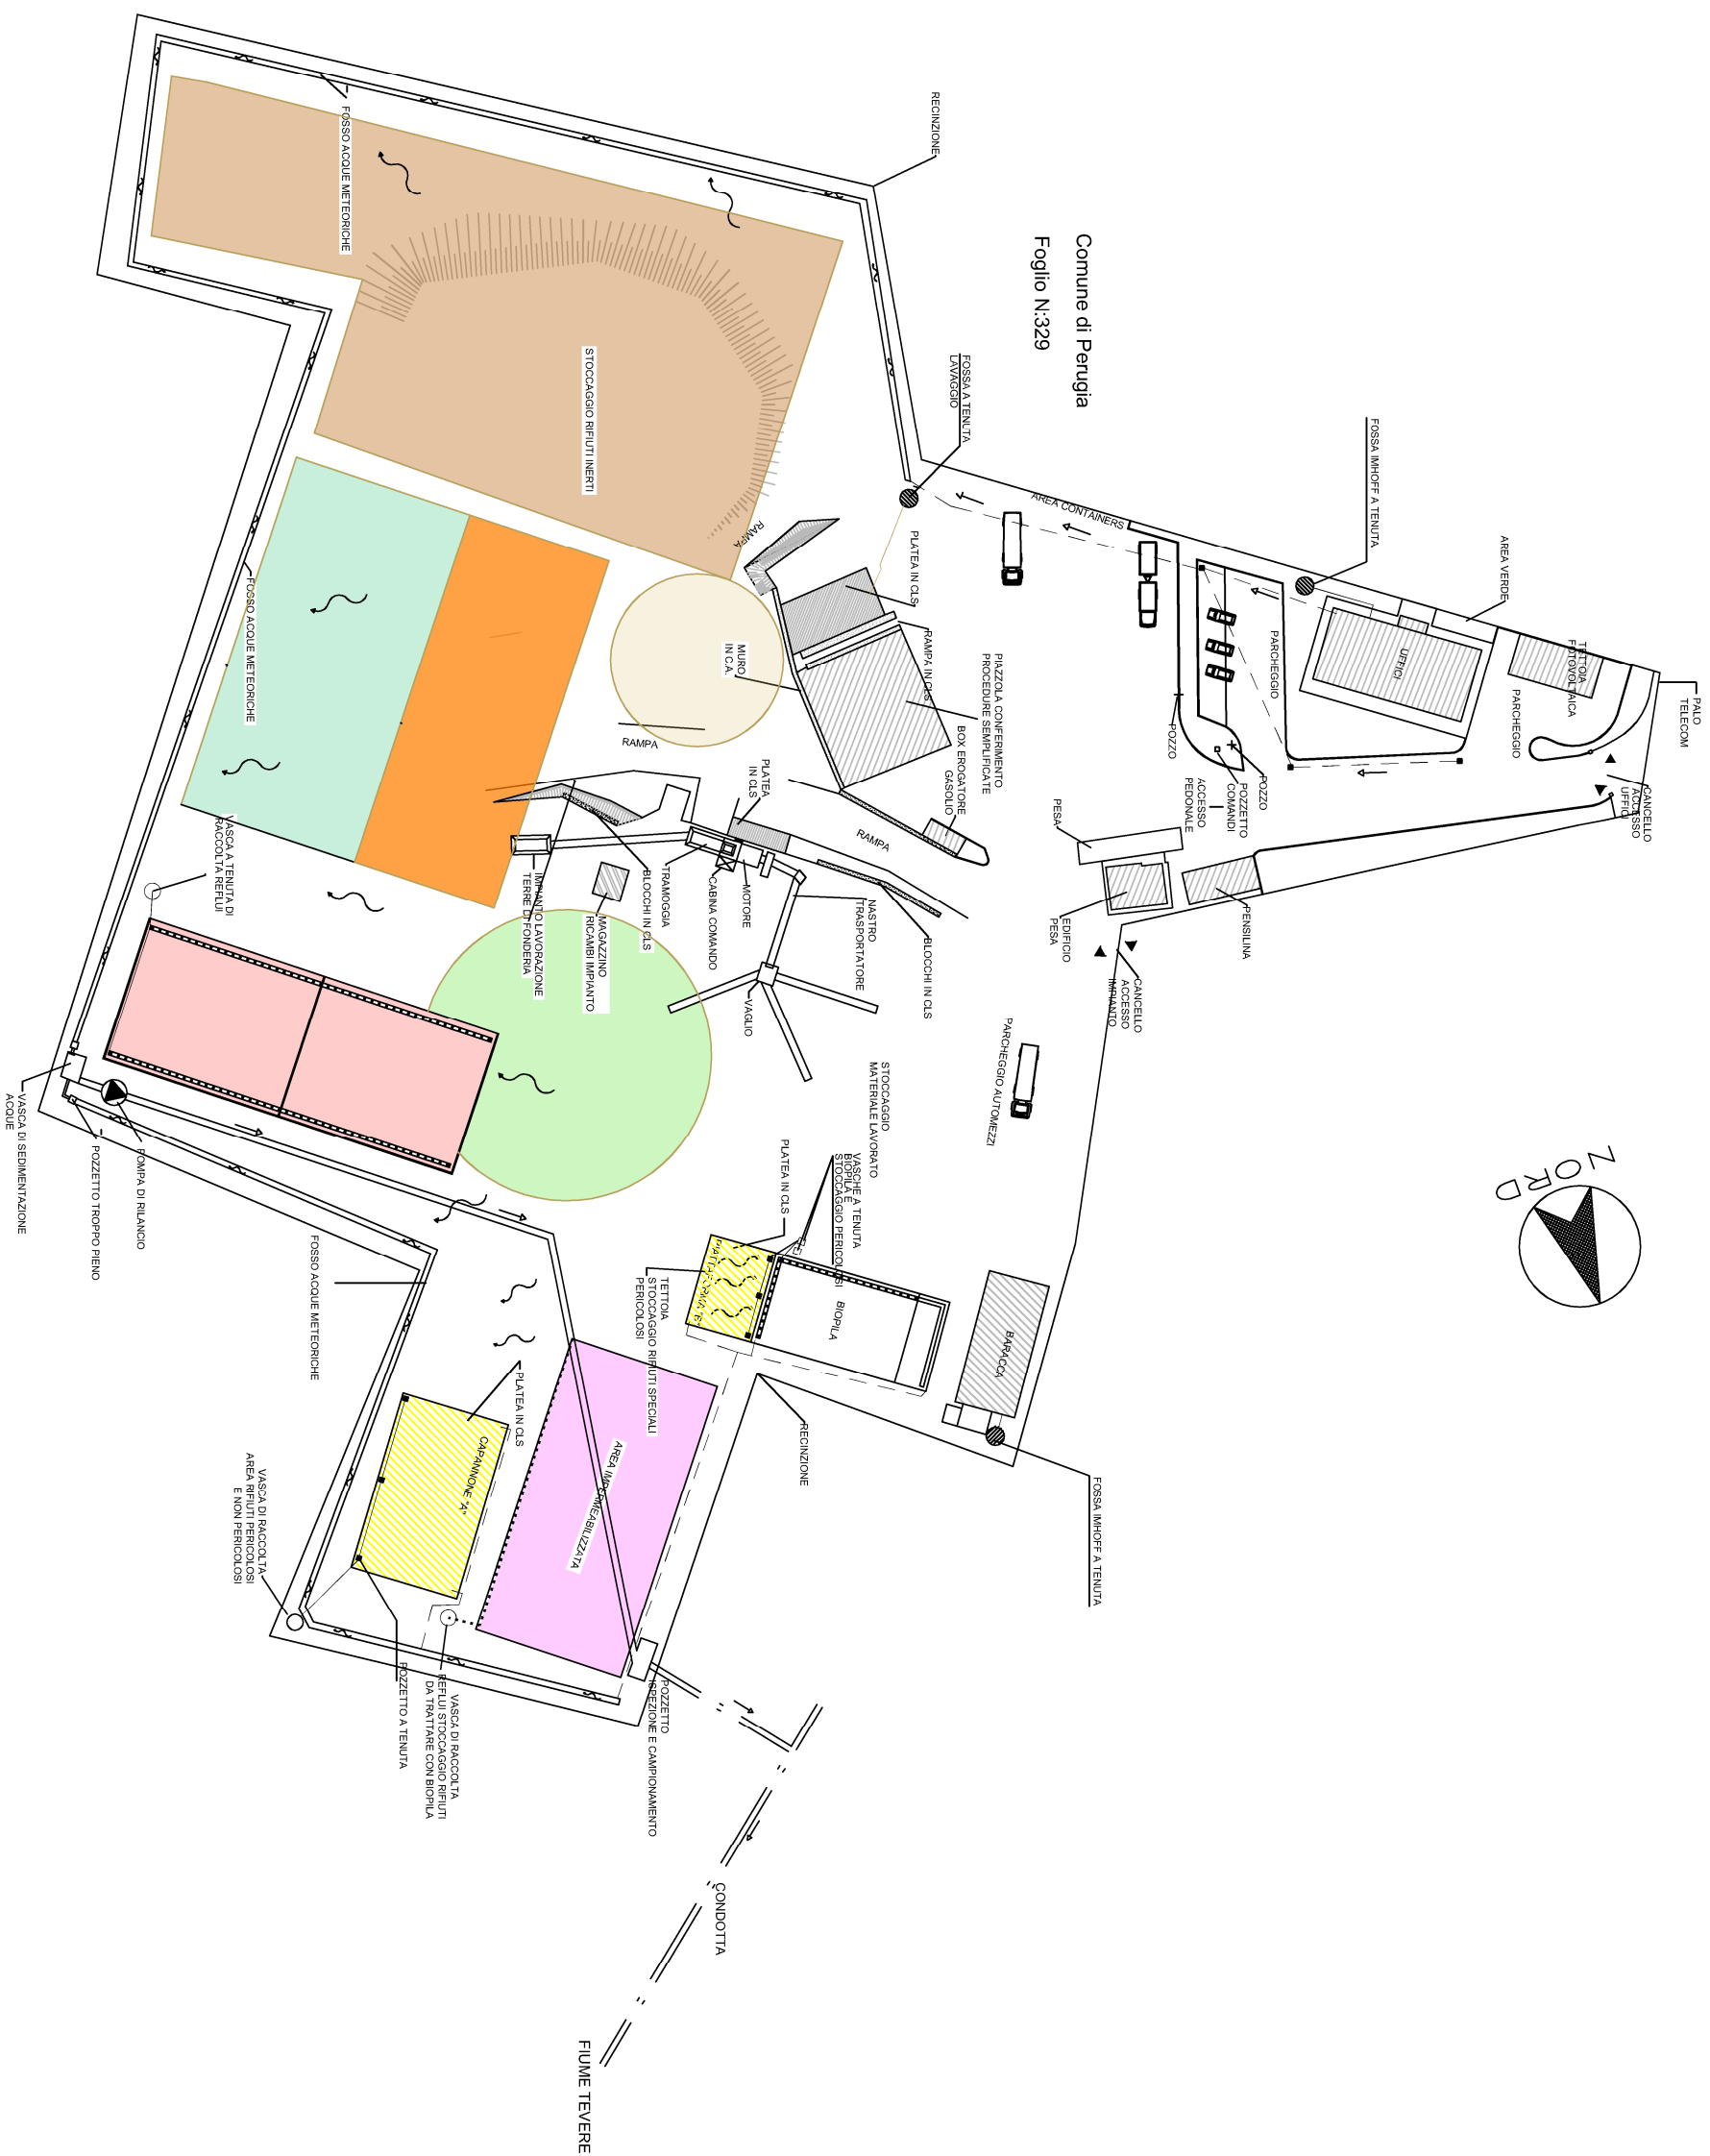 Comune di Perugia
Foglio N:329
RECINZIONE
FOSSO ACQUE METEORICHE
STOCCAGGIO RIFIUTI INERTI
FOSSA A TENUTA
LAVAGGIO
FOSSA IMHOFF A TENUTA
AREA VERDE
AREA CONTAINERS
TETTOIA
FOTOVOLTAICA
PALO
TELECOM
UFFICI
PARCHEGGIO
PARCHEGGIO
CANCELLO
ACCESSO
UFFICI
POZZO
POZZO
POZZETTO
COMANDI
ACCESSO
PEDONALE
PESA
EDIFICIO
PESA
PENSILINA
CANCELLO
ACCESSO
IMPIANTO
RAMPA
PLATEA IN CLS
RAMPA IN CLS
PIAZZOLA CONFERIMENTO
PROCEDURE SEMPLIFICATE
BOX EROGATORE
GASOLIO
MURO
IN C.A.
RAMPA
RAMPA
PLATEA
IN CLS
FOSSO ACQUE METEORICHE
VASCA A TENUTA DI
RACCOLTA REFLUI
IMPIANTO LAVORAZIONE
TERRE DI FONDERIA
MAGAZZINO
RICAMBI IMPIANTO
BLOCCHI IN CLS
TRAMOGGIA
CABINA COMANDO
MOTORE
NASTRO
TRASPORTATORE
BLOCCHI IN CLS
VAGLIO
PARCHEGGIO AUTOMEZZI
STOCCAGGIO
MATERIALE LAVORATO
VASCHE A TENUTA
BIOPILA E
STOCCAGGIO PERICOLOSI
PLATEA IN CLS
PIATTAFORMA "B"
BIOPILA
BARACCA
TETTOIA
STOCCAGGIO RIFIUTI SPECIALI
PERICOLOSI
NORD
VASCA DI SEDIMENTAZIONE
ACQUE
POZZETTO TROPPO PIENO
POMPA DI RILANCIO
FOSSO ACQUE METEORICHE
PLATEA IN CLS
CAPANNONE "A"
AREA IMPERMEABILIZZATA
RECINZIONE
FOSSA IMHOFF A TENUTA
VASCA DI RACCOLTA
AREA RIFIUTI PERICOLOSI
E NON PERICOLOSI
POZZETTO A TENUTA
VASCA DI RACCOLTA
REFLUI STOCCAGGIO RIFIUTI
DA TRATTARE CON BIOPILA
POZZETTO
ISPEZIONE E CAMPIONAMENTO
CONDOTTA
FIUME TEVERE